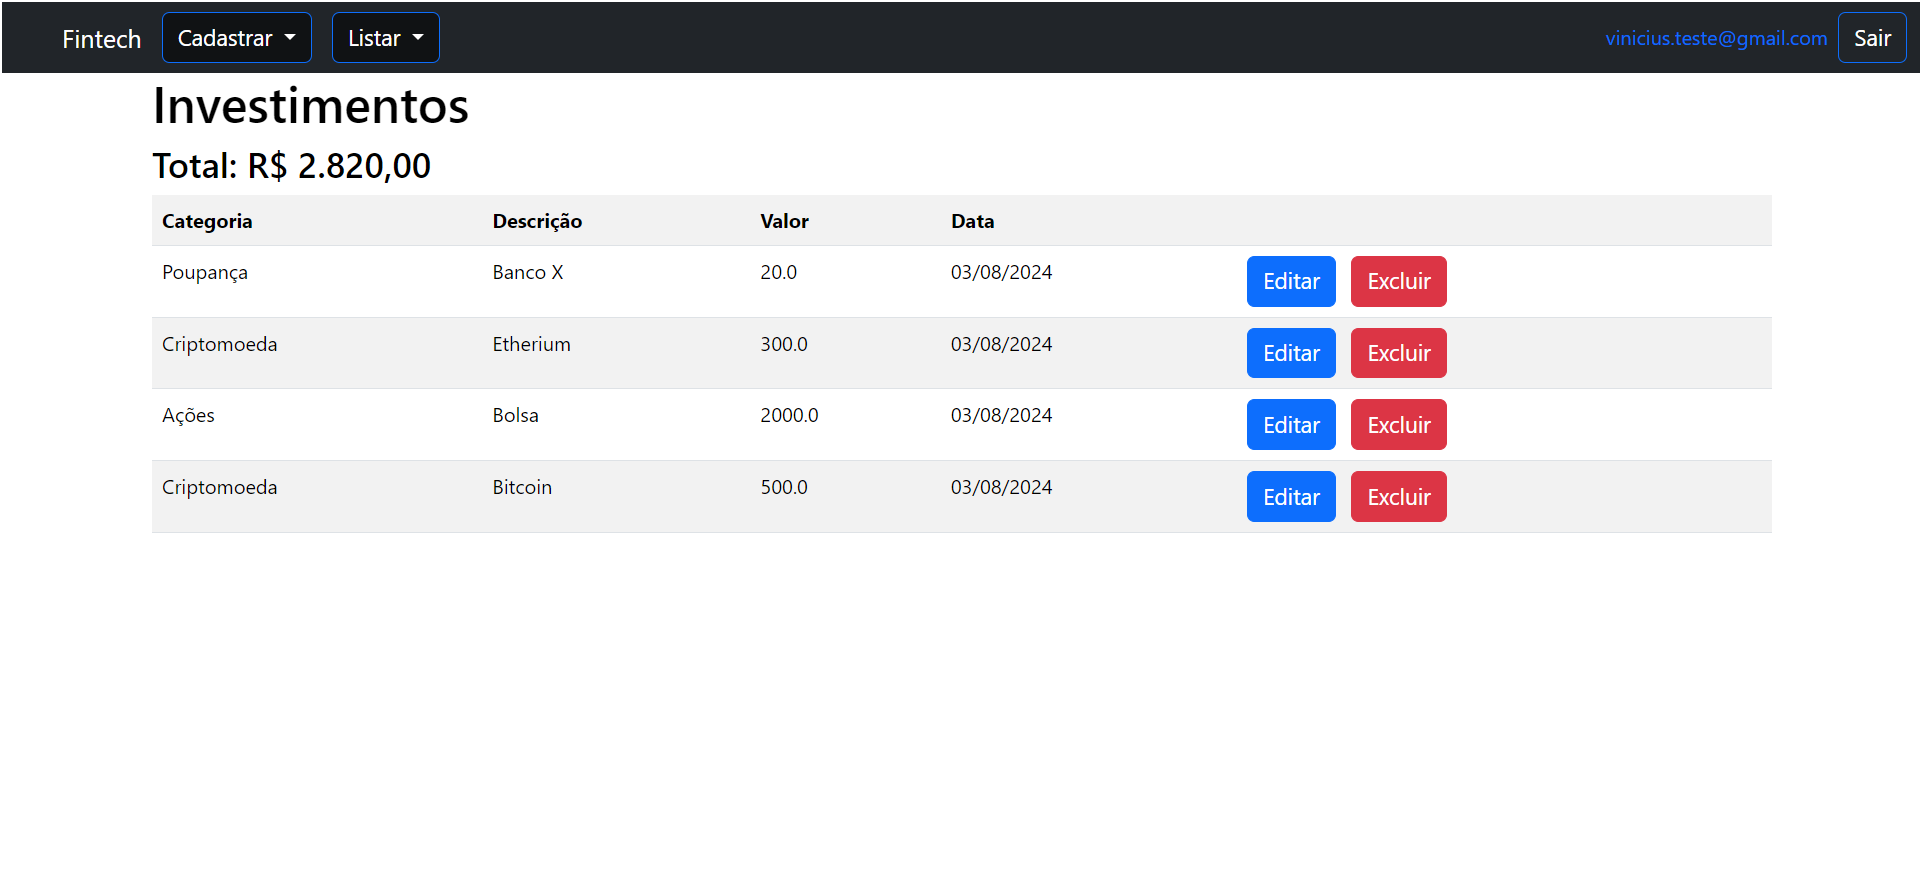 Fintech Cadastrar Listar vinicius.teste@gmail.com Sair
Investimentos
Total: R$ 2.820,00
Categoria Descrição Valor Data
Poupança Banco X 20.0 03/08/2024 Editar Excluir
Criptomoeda Etherium 300.0 03/08/2024 Editar Excluir
Ações Bolsa 2000.0 03/08/2024 Editar Excluir
Criptomoeda Bitcoin 500.0 03/08/2024 Editar Excluir